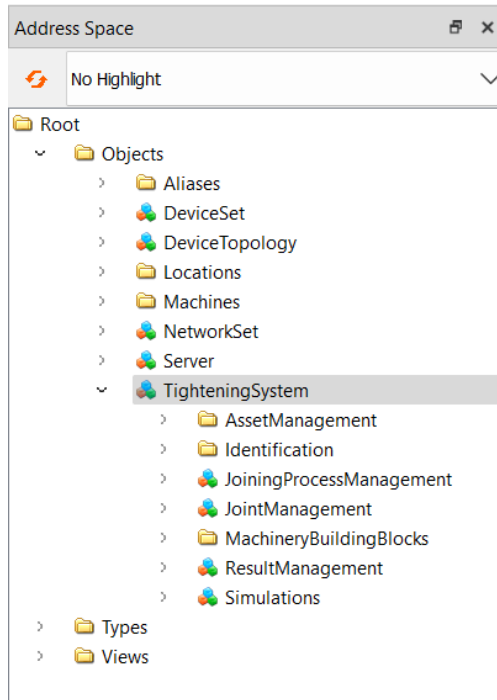 Address Space
No Highlight
Root
Objects
Aliases
DeviceSet
DeviceTopology
Locations
Machines
NetworkSet
Server
TighteningSystem
AssetManagement
Identification
JoiningProcessManagement
JointManagement
MachineryBuildingBlocks
ResultManagement
Simulations
Types
Views